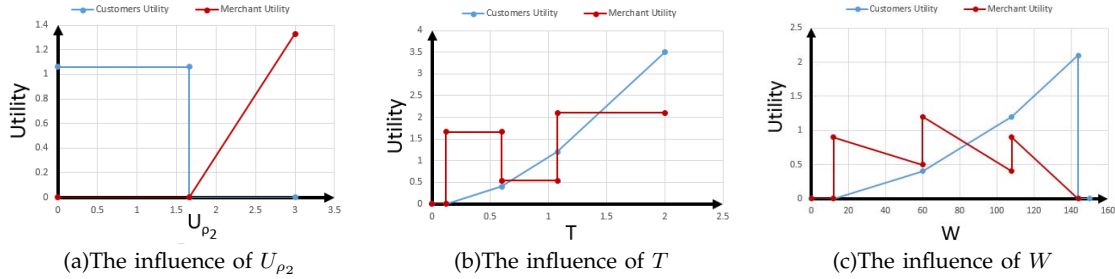 Customers Utility Merchant Utility
1.4
1.2
1
0.8
0.6
0.4
0.2
0
Utility
0 0.5 1 1.5 2 2.5 3 3.5
Uρ2
(a)The influence of Uρ2
Customers Utility Merchant Utility
4
3.5
3
2.5
2
1.5
1
0.5
0
Utility
0 0.5 1 1.5 2 2.5
T
(b)The influence of T
Customers Utility Merchant Utility
2.5
2
1.5
1
0.5
0
Utility
0 20 40 60 80 100 120 140 160
W
(c)The influence of W